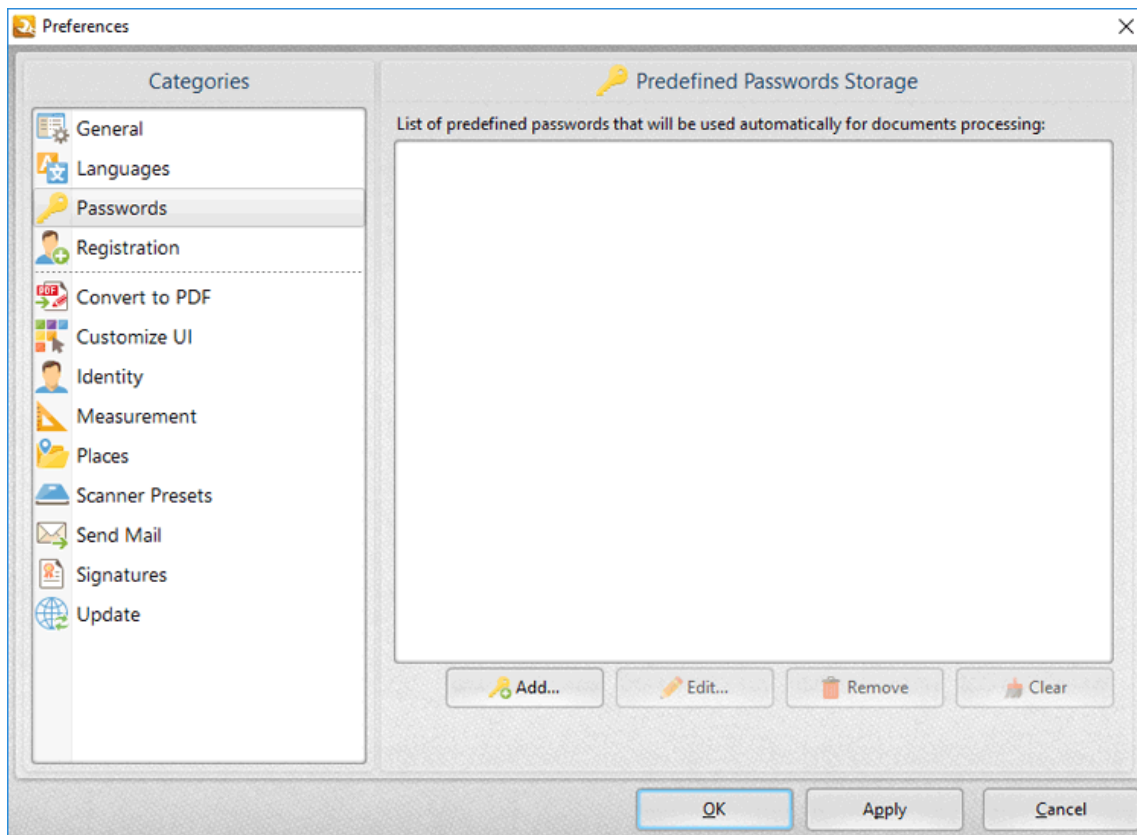 Preferences
Categories
General
Languages
Passwords
Registration
Convert to PDF
Customize UI
Identity
Measurement
Places
Scanner Presets
Send Mail
Signatures
Update
Predefined Passwords Storage
List of predefined passwords that will be used automatically for documents processing:
Add... Edit... Remove Clear
OK Apply Cancel